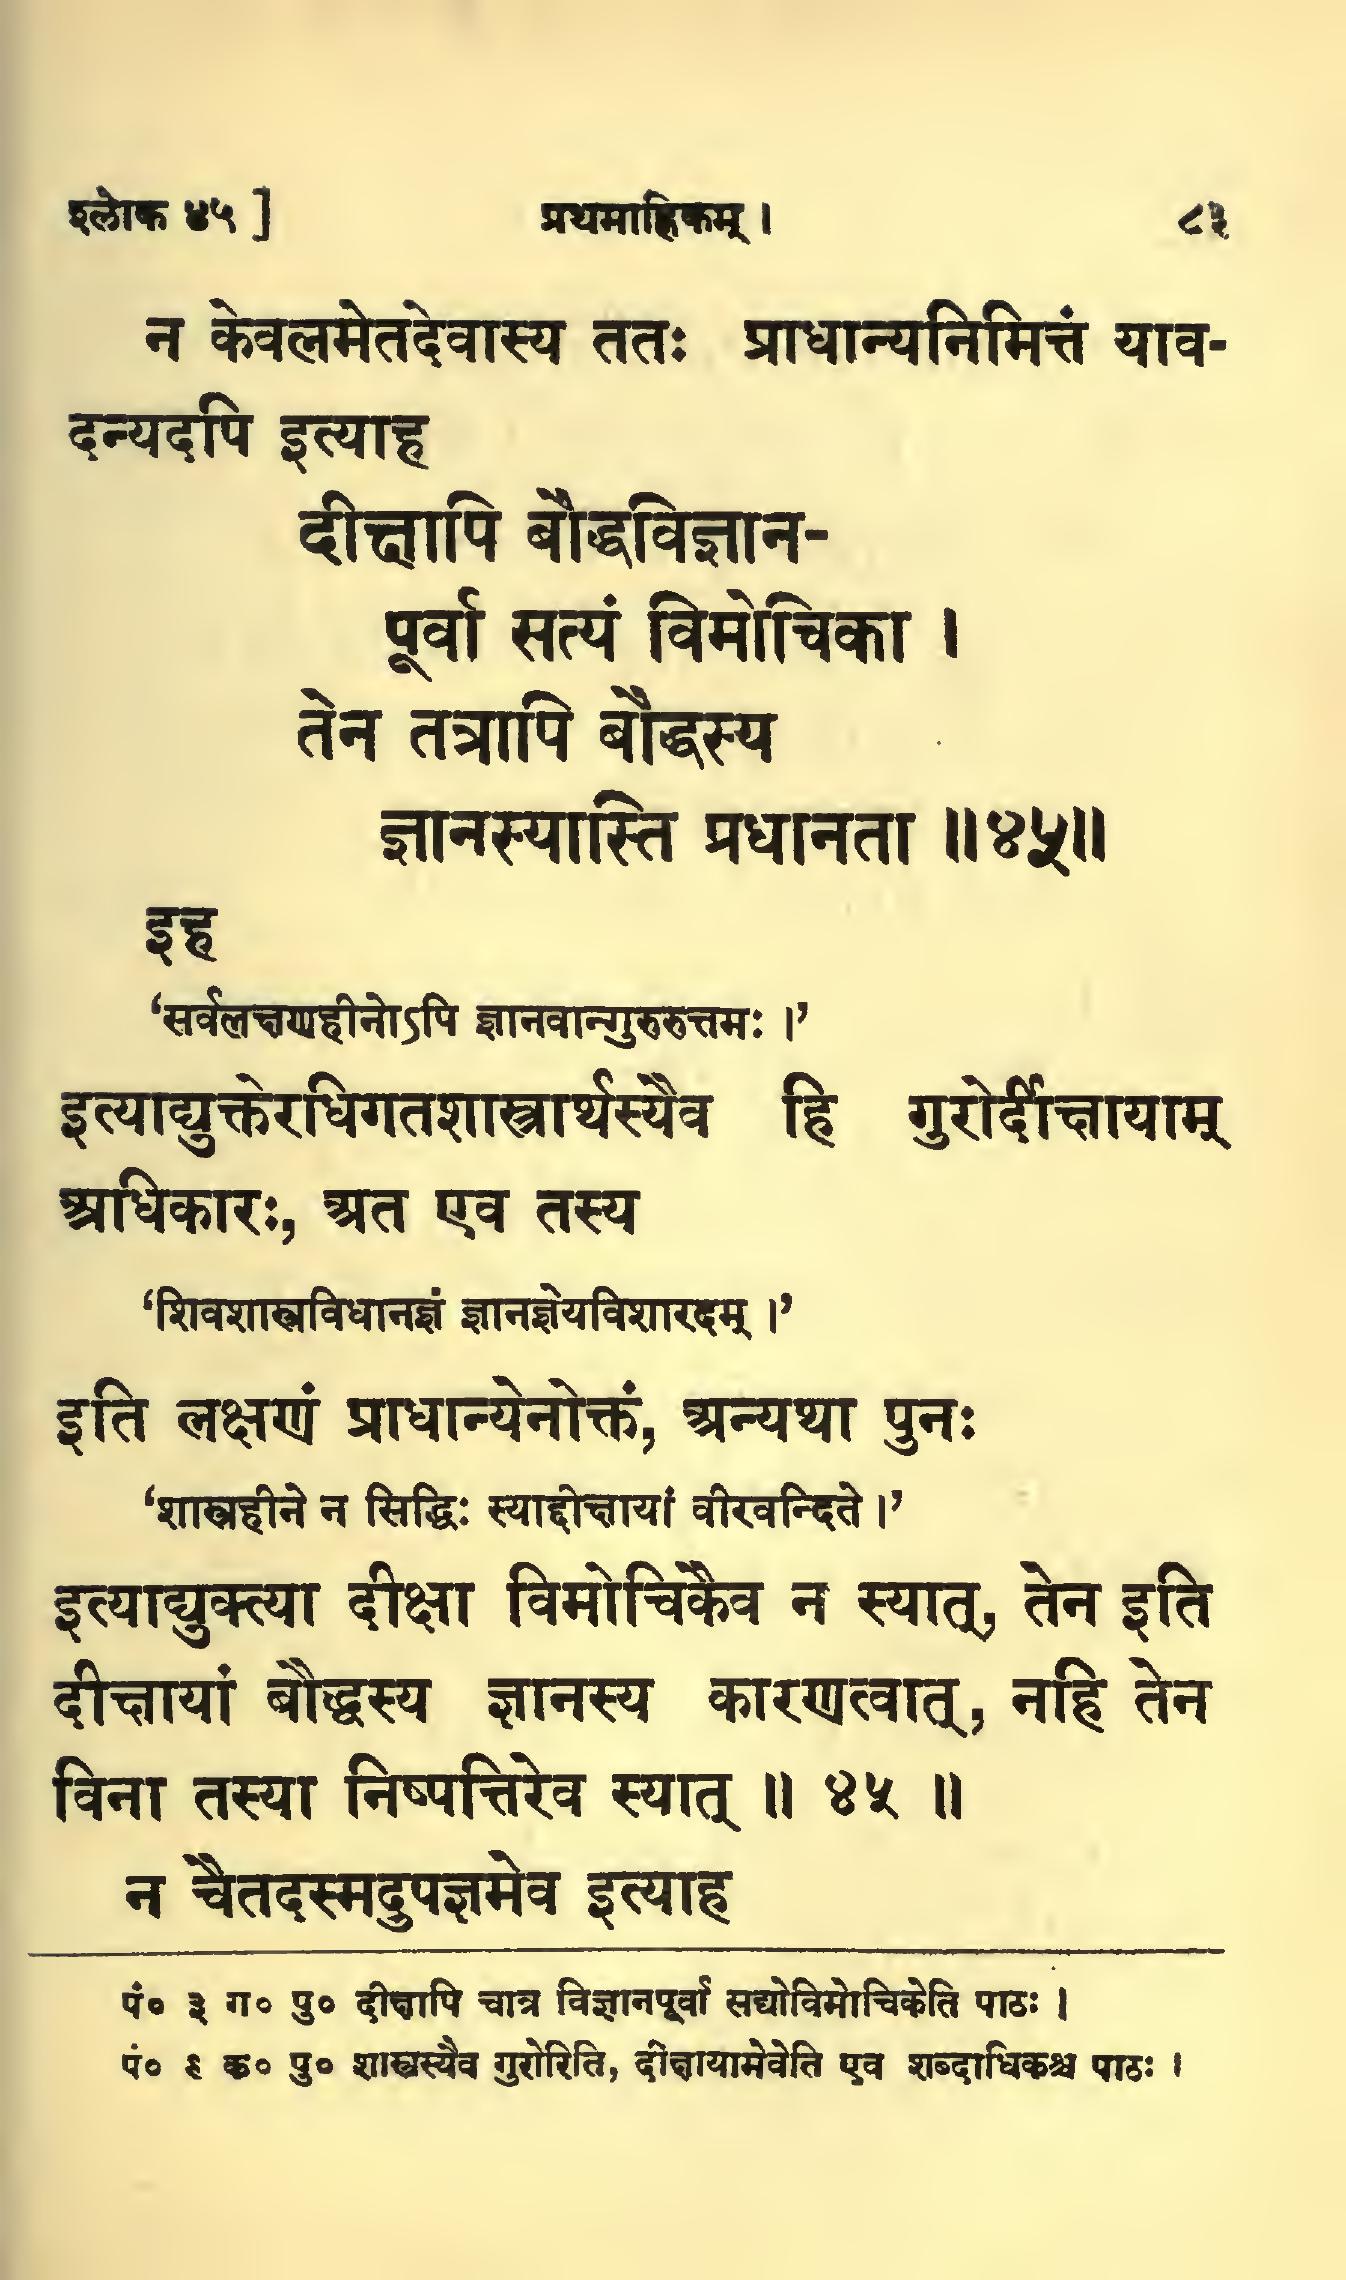 श्लोक ४५ ] प्रथमाह्निकम् । ८३
न केवलमेतदेवास्य ततः प्राधान्यनिमित्तं याव-
दन्यदपि इत्याह
दीक्षापि बौद्धविज्ञान-
पूर्वा सत्यं विमोचिका ।
तेन तत्रापि बौद्धस्य
ज्ञानस्यास्ति प्रधानता ॥४५॥
इह
‘सर्वलक्षणहीनोऽपि ज्ञानवान्गुरुरुत्तमः ।’
इत्याद्युक्तेरधिगतशास्त्रार्थस्यैव हि गुरोर्दीक्षायाम्
अधिकारः, अत एव तस्य
‘शिवशास्त्रविधानज्ञं ज्ञानज्ञेयविशारदम् ।’
इति लक्षणं प्राधान्येनोक्तं, अन्यथा पुनः
‘शास्त्रहीने न सिद्धिः स्याद्दीक्षायां वीरवन्दिते ।’
इत्याद्युक्त्या दीक्षा विमोचिकैव न स्यात्, तेन इति
दीक्षायां बौद्धस्य ज्ञानस्य कारणत्वात्, नहि तेन
विना तस्या निष्पत्तिरेव स्यात् ॥ ४५ ॥
न चैतदस्मदुपज्ञमेव इत्याह
पं० ३ ग० पु० दीक्षापि चात्र विज्ञानपूर्वा सद्योविमोचिकेति पाठः ।
पं० ९ क० पु० शास्त्रस्यैव गुरोरिति, दीक्षायामेवेति एव शब्दाधिकश्च पाठः ।